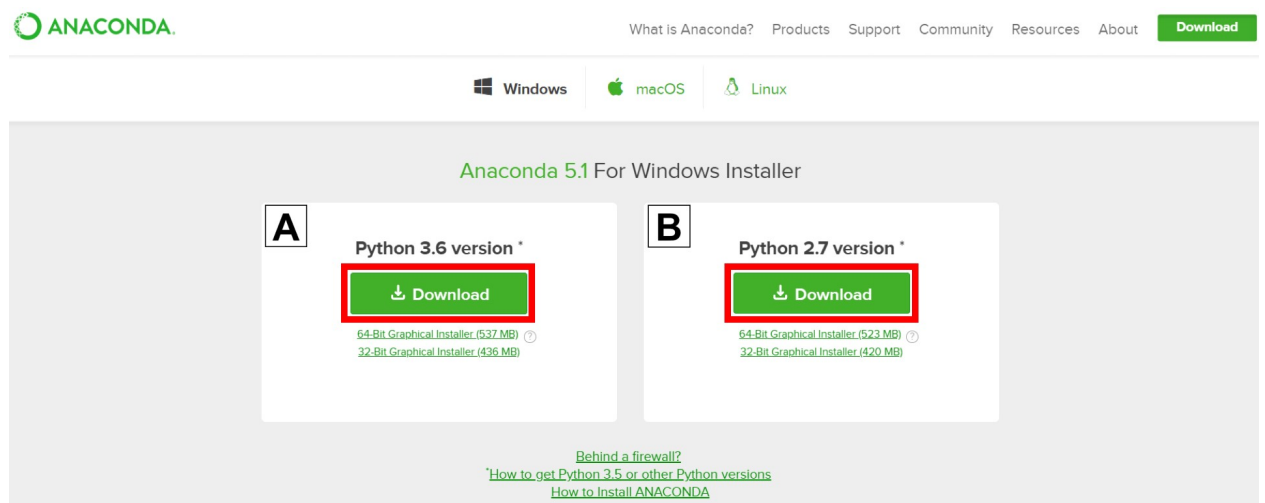 ANACONDA.
What is Anaconda? Products Support Community Resources About Download
Windows macOS Linux
Anaconda 5.1 For Windows Installer
A
Python 3.6 version *
Download
64-Bit Graphical Installer (537 MB) ?
32-Bit Graphical Installer (436 MB)
B
Python 2.7 version *
Download
64-Bit Graphical Installer (523 MB) ?
32-Bit Graphical Installer (420 MB)
Behind a firewall?
*How to get Python 3.5 or other Python versions
How to Install ANACONDA